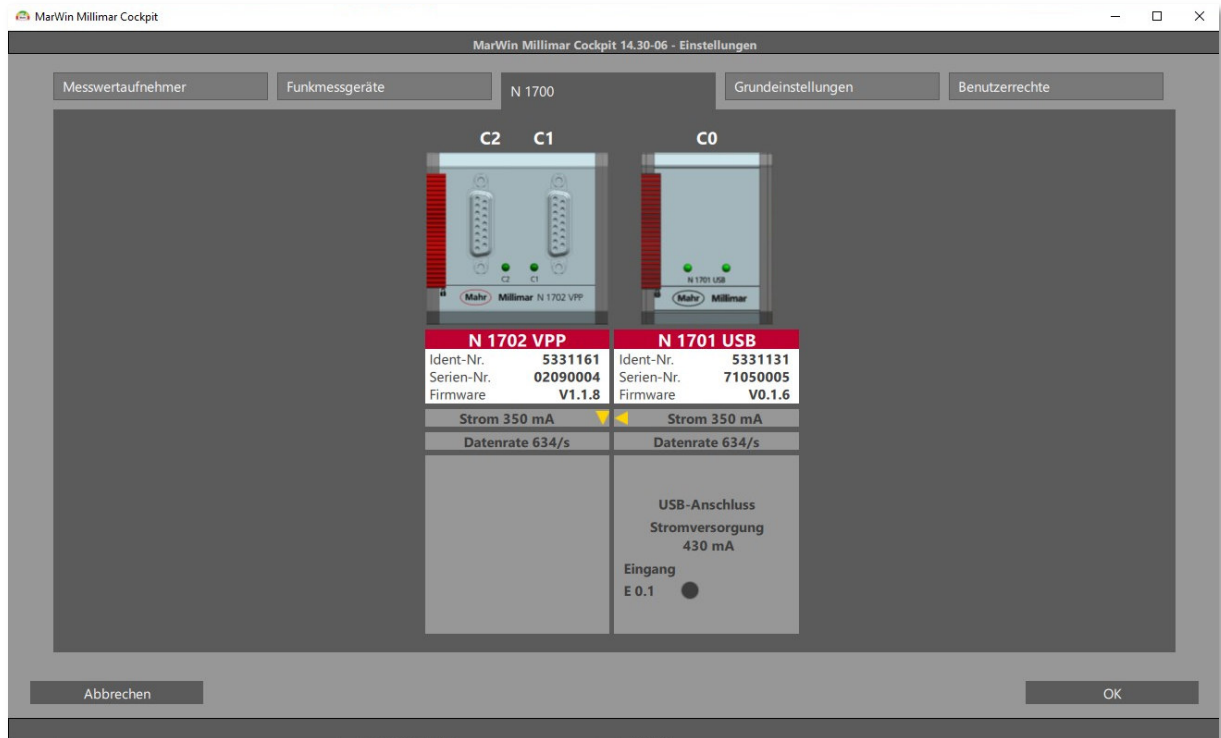 MarWin Millimar Cockpit
MarWin Millimar Cockpit 14.30-06 - Einstellungen
Messwertaufnehmer
Funkmessgeräte
N 1700
Grundeinstellungen
Benutzerrechte
C2 C1
C0
C2 C1
Mahr Millimar N 1702 VPP
N 1701 USB
Mahr Millimar
N 1702 VPP
Ident-Nr. 5331161
Serien-Nr. 02090004
Firmware V1.1.8
Strom 350 mA
Datenrate 634/s
N 1701 USB
Ident-Nr. 5331131
Serien-Nr. 71050005
Firmware V0.1.6
Strom 350 mA
Datenrate 634/s
USB-Anschluss
Stromversorgung
430 mA
Eingang
E 0.1
Abbrechen
OK